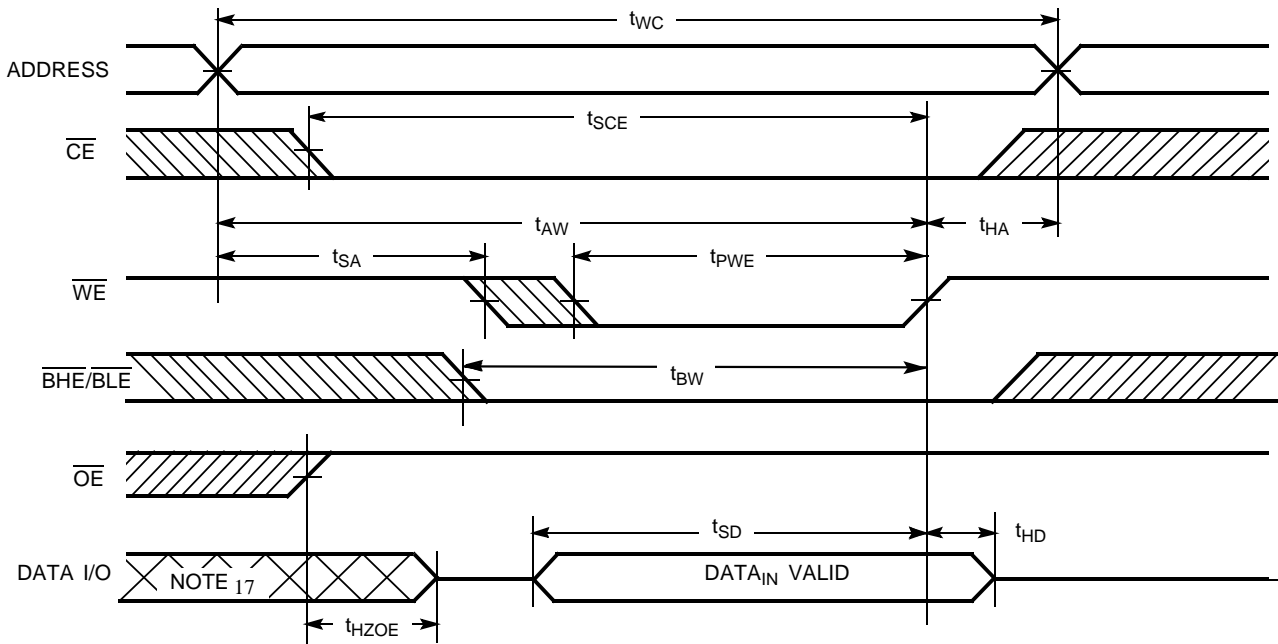 tWC
ADDRESS
tSCE
CE
tAW
tHA
tSA
tPWE
WE
BHE/BLE
tBW
OE
tSD
tHD
DATA I/O
NOTE 17
DATAIN VALID
tHZOE